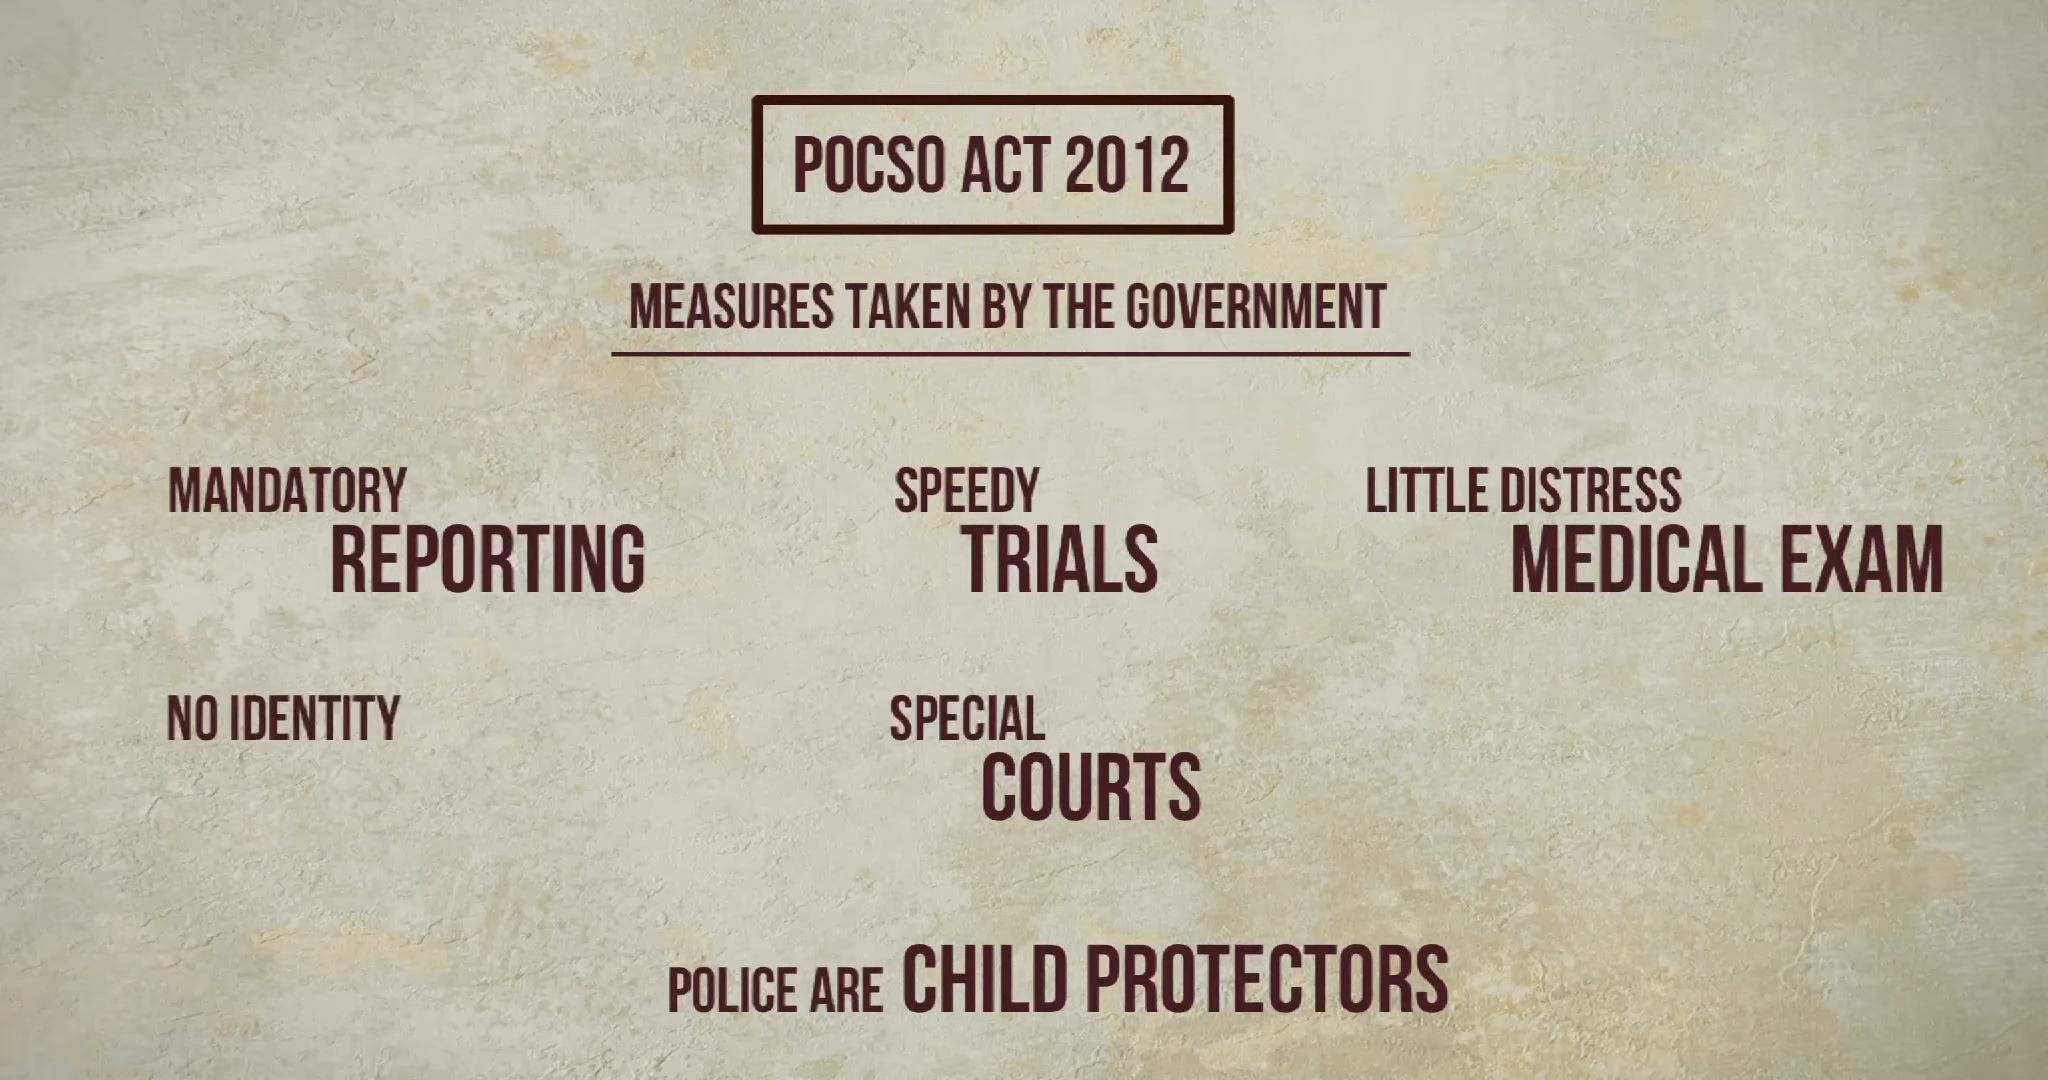 POCSO ACT 2012
MEASURES TAKEN BY THE GOVERNMENT
MANDATORY
REPORTING
SPEEDY
TRIALS
LITTLE DISTRESS
MEDICAL EXAM
NO IDENTITY
SPECIAL
COURTS
POLICE ARE CHILD PROTECTORS